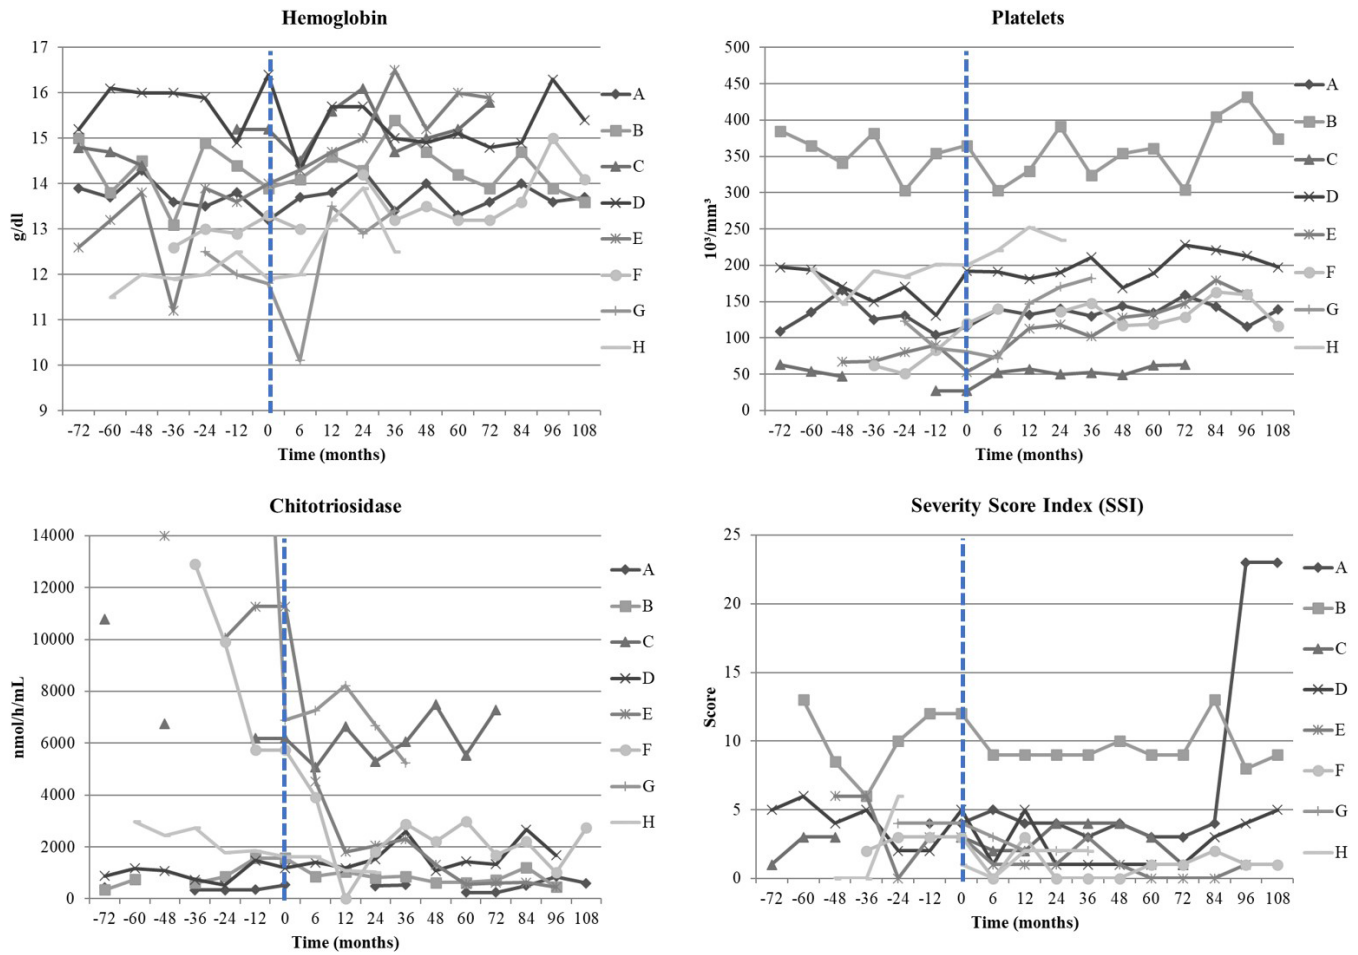 Hemoglobin
17
16
15
14
13
12
11
10
9
g/dl
-72 -60 -48 -36 -24 -12 0 6 12 24 36 48 60 72 84 96 108
Time (months)
A
B
C
D
E
F
G
H
Platelets
500
450
400
350
300
250
200
150
100
50
0
10³/mm³
-72 -60 -48 -36 -24 -12 0 6 12 24 36 48 60 72 84 96 108
Time (months)
A
B
C
D
E
F
G
H
Chitotriosidase
14000
12000
10000
8000
6000
4000
2000
0
nmol/h/mL
-72 -60 -48 -36 -24 -12 0 6 12 24 36 48 60 72 84 96 108
Time (months)
A
B
C
D
E
F
G
H
Severity Score Index (SSI)
25
20
15
10
5
0
Score
-72 -60 -48 -36 -24 -12 0 6 12 24 36 48 60 72 84 96 108
Time (months)
A
B
C
D
E
F
G
H